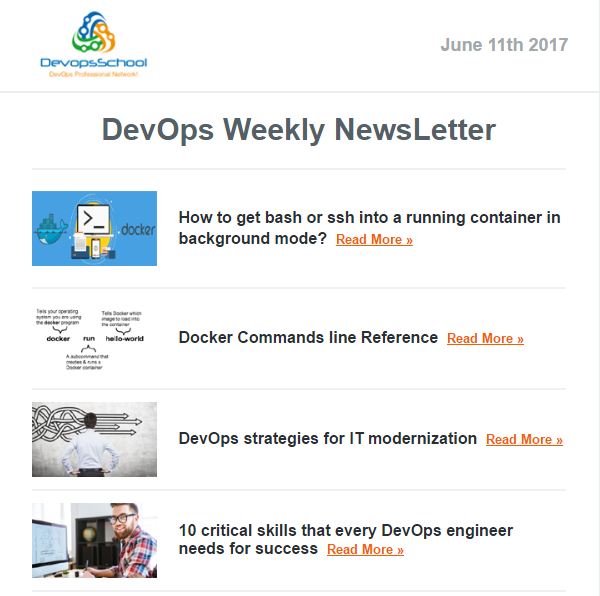 DevopsSchool
DevOps Professional Network!
June 11th 2017
DevOps Weekly NewsLetter
docker
How to get bash or ssh into a running container in
background mode? Read More »
Tells your operating
system you are using
the docker program
Tells Docker which
image to load into
the container
docker run hello-world
A subcommand that
creates & runs a
Docker container
Docker Commands line Reference Read More »
DevOps strategies for IT modernization Read More »
10 critical skills that every DevOps engineer
needs for success Read More »